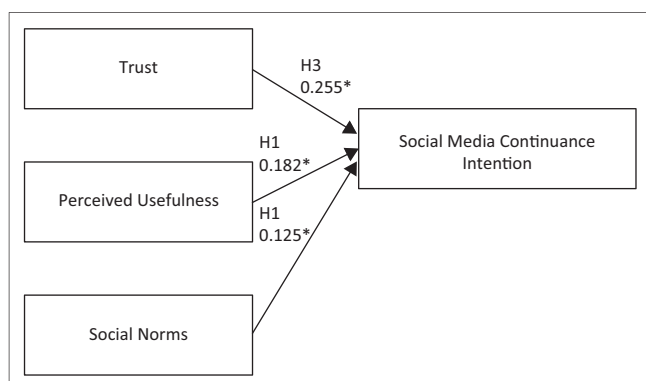 Trust
H3
0.255*
Social Media Continuance
Intention
H1
0.182*
Perceived Usefulness
H1
0.125*
Social Norms